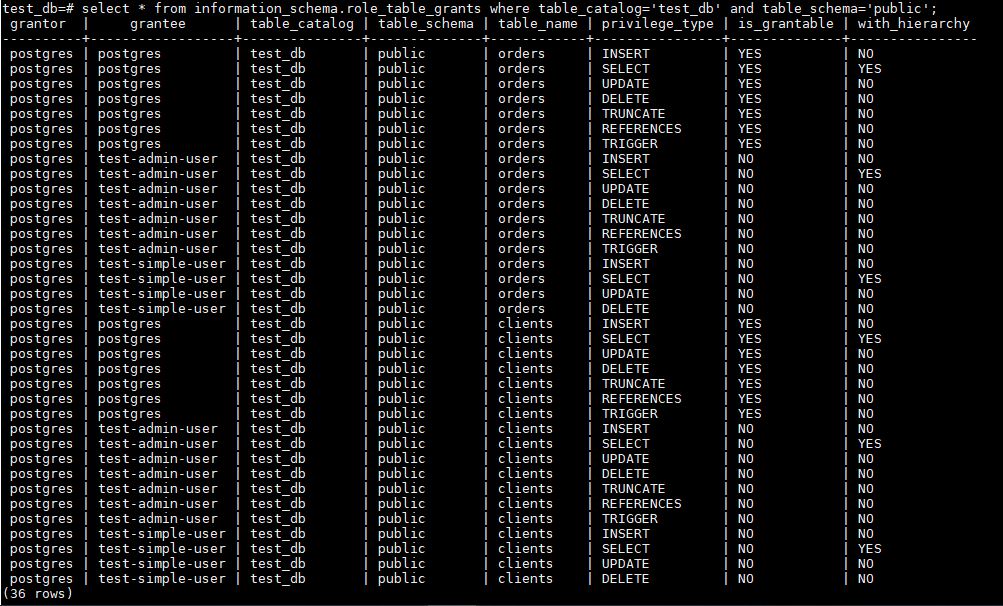 test_db=# select * from information_schema.role_table_grants where table_catalog='test_db' and table_schema='public';
 grantor  |     grantee      | table_catalog | table_schema | table_name | privilege_type | is_grantable | with_hierarchy
----------+------------------+---------------+--------------+------------+----------------+--------------+----------------
 postgres | postgres         | test_db       | public       | orders     | INSERT         | YES          | NO
 postgres | postgres         | test_db       | public       | orders     | SELECT         | YES          | YES
 postgres | postgres         | test_db       | public       | orders     | UPDATE         | YES          | NO
 postgres | postgres         | test_db       | public       | orders     | DELETE         | YES          | NO
 postgres | postgres         | test_db       | public       | orders     | TRUNCATE       | YES          | NO
 postgres | postgres         | test_db       | public       | orders     | REFERENCES     | YES          | NO
 postgres | postgres         | test_db       | public       | orders     | TRIGGER        | YES          | NO
 postgres | test-admin-user  | test_db       | public       | orders     | INSERT         | NO           | NO
 postgres | test-admin-user  | test_db       | public       | orders     | SELECT         | NO           | YES
 postgres | test-admin-user  | test_db       | public       | orders     | UPDATE         | NO           | NO
 postgres | test-admin-user  | test_db       | public       | orders     | DELETE         | NO           | NO
 postgres | test-admin-user  | test_db       | public       | orders     | TRUNCATE       | NO           | NO
 postgres | test-admin-user  | test_db       | public       | orders     | REFERENCES     | NO           | NO
 postgres | test-admin-user  | test_db       | public       | orders     | TRIGGER        | NO           | NO
 postgres | test-simple-user | test_db       | public       | orders     | INSERT         | NO           | NO
 postgres | test-simple-user | test_db       | public       | orders     | SELECT         | NO           | YES
 postgres | test-simple-user | test_db       | public       | orders     | UPDATE         | NO           | NO
 postgres | test-simple-user | test_db       | public       | orders     | DELETE         | NO           | NO
 postgres | postgres         | test_db       | public       | clients    | INSERT         | YES          | NO
 postgres | postgres         | test_db       | public       | clients    | SELECT         | YES          | YES
 postgres | postgres         | test_db       | public       | clients    | UPDATE         | YES          | NO
 postgres | postgres         | test_db       | public       | clients    | DELETE         | YES          | NO
 postgres | postgres         | test_db       | public       | clients    | TRUNCATE       | YES          | NO
 postgres | postgres         | test_db       | public       | clients    | REFERENCES     | YES          | NO
 postgres | postgres         | test_db       | public       | clients    | TRIGGER        | YES          | NO
 postgres | test-admin-user  | test_db       | public       | clients    | INSERT         | NO           | NO
 postgres | test-admin-user  | test_db       | public       | clients    | SELECT         | NO           | YES
 postgres | test-admin-user  | test_db       | public       | clients    | UPDATE         | NO           | NO
 postgres | test-admin-user  | test_db       | public       | clients    | DELETE         | NO           | NO
 postgres | test-admin-user  | test_db       | public       | clients    | TRUNCATE       | NO           | NO
 postgres | test-admin-user  | test_db       | public       | clients    | REFERENCES     | NO           | NO
 postgres | test-admin-user  | test_db       | public       | clients    | TRIGGER        | NO           | NO
 postgres | test-simple-user | test_db       | public       | clients    | INSERT         | NO           | NO
 postgres | test-simple-user | test_db       | public       | clients    | SELECT         | NO           | YES
 postgres | test-simple-user | test_db       | public       | clients    | UPDATE         | NO           | NO
 postgres | test-simple-user | test_db       | public       | clients    | DELETE         | NO           | NO
(36 rows)